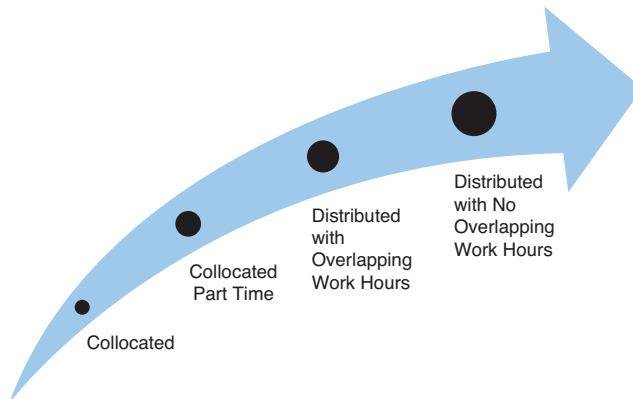 Collocated
Collocated
Part Time
Distributed
with
Overlapping
Work Hours
Distributed
with No
Overlapping
Work Hours